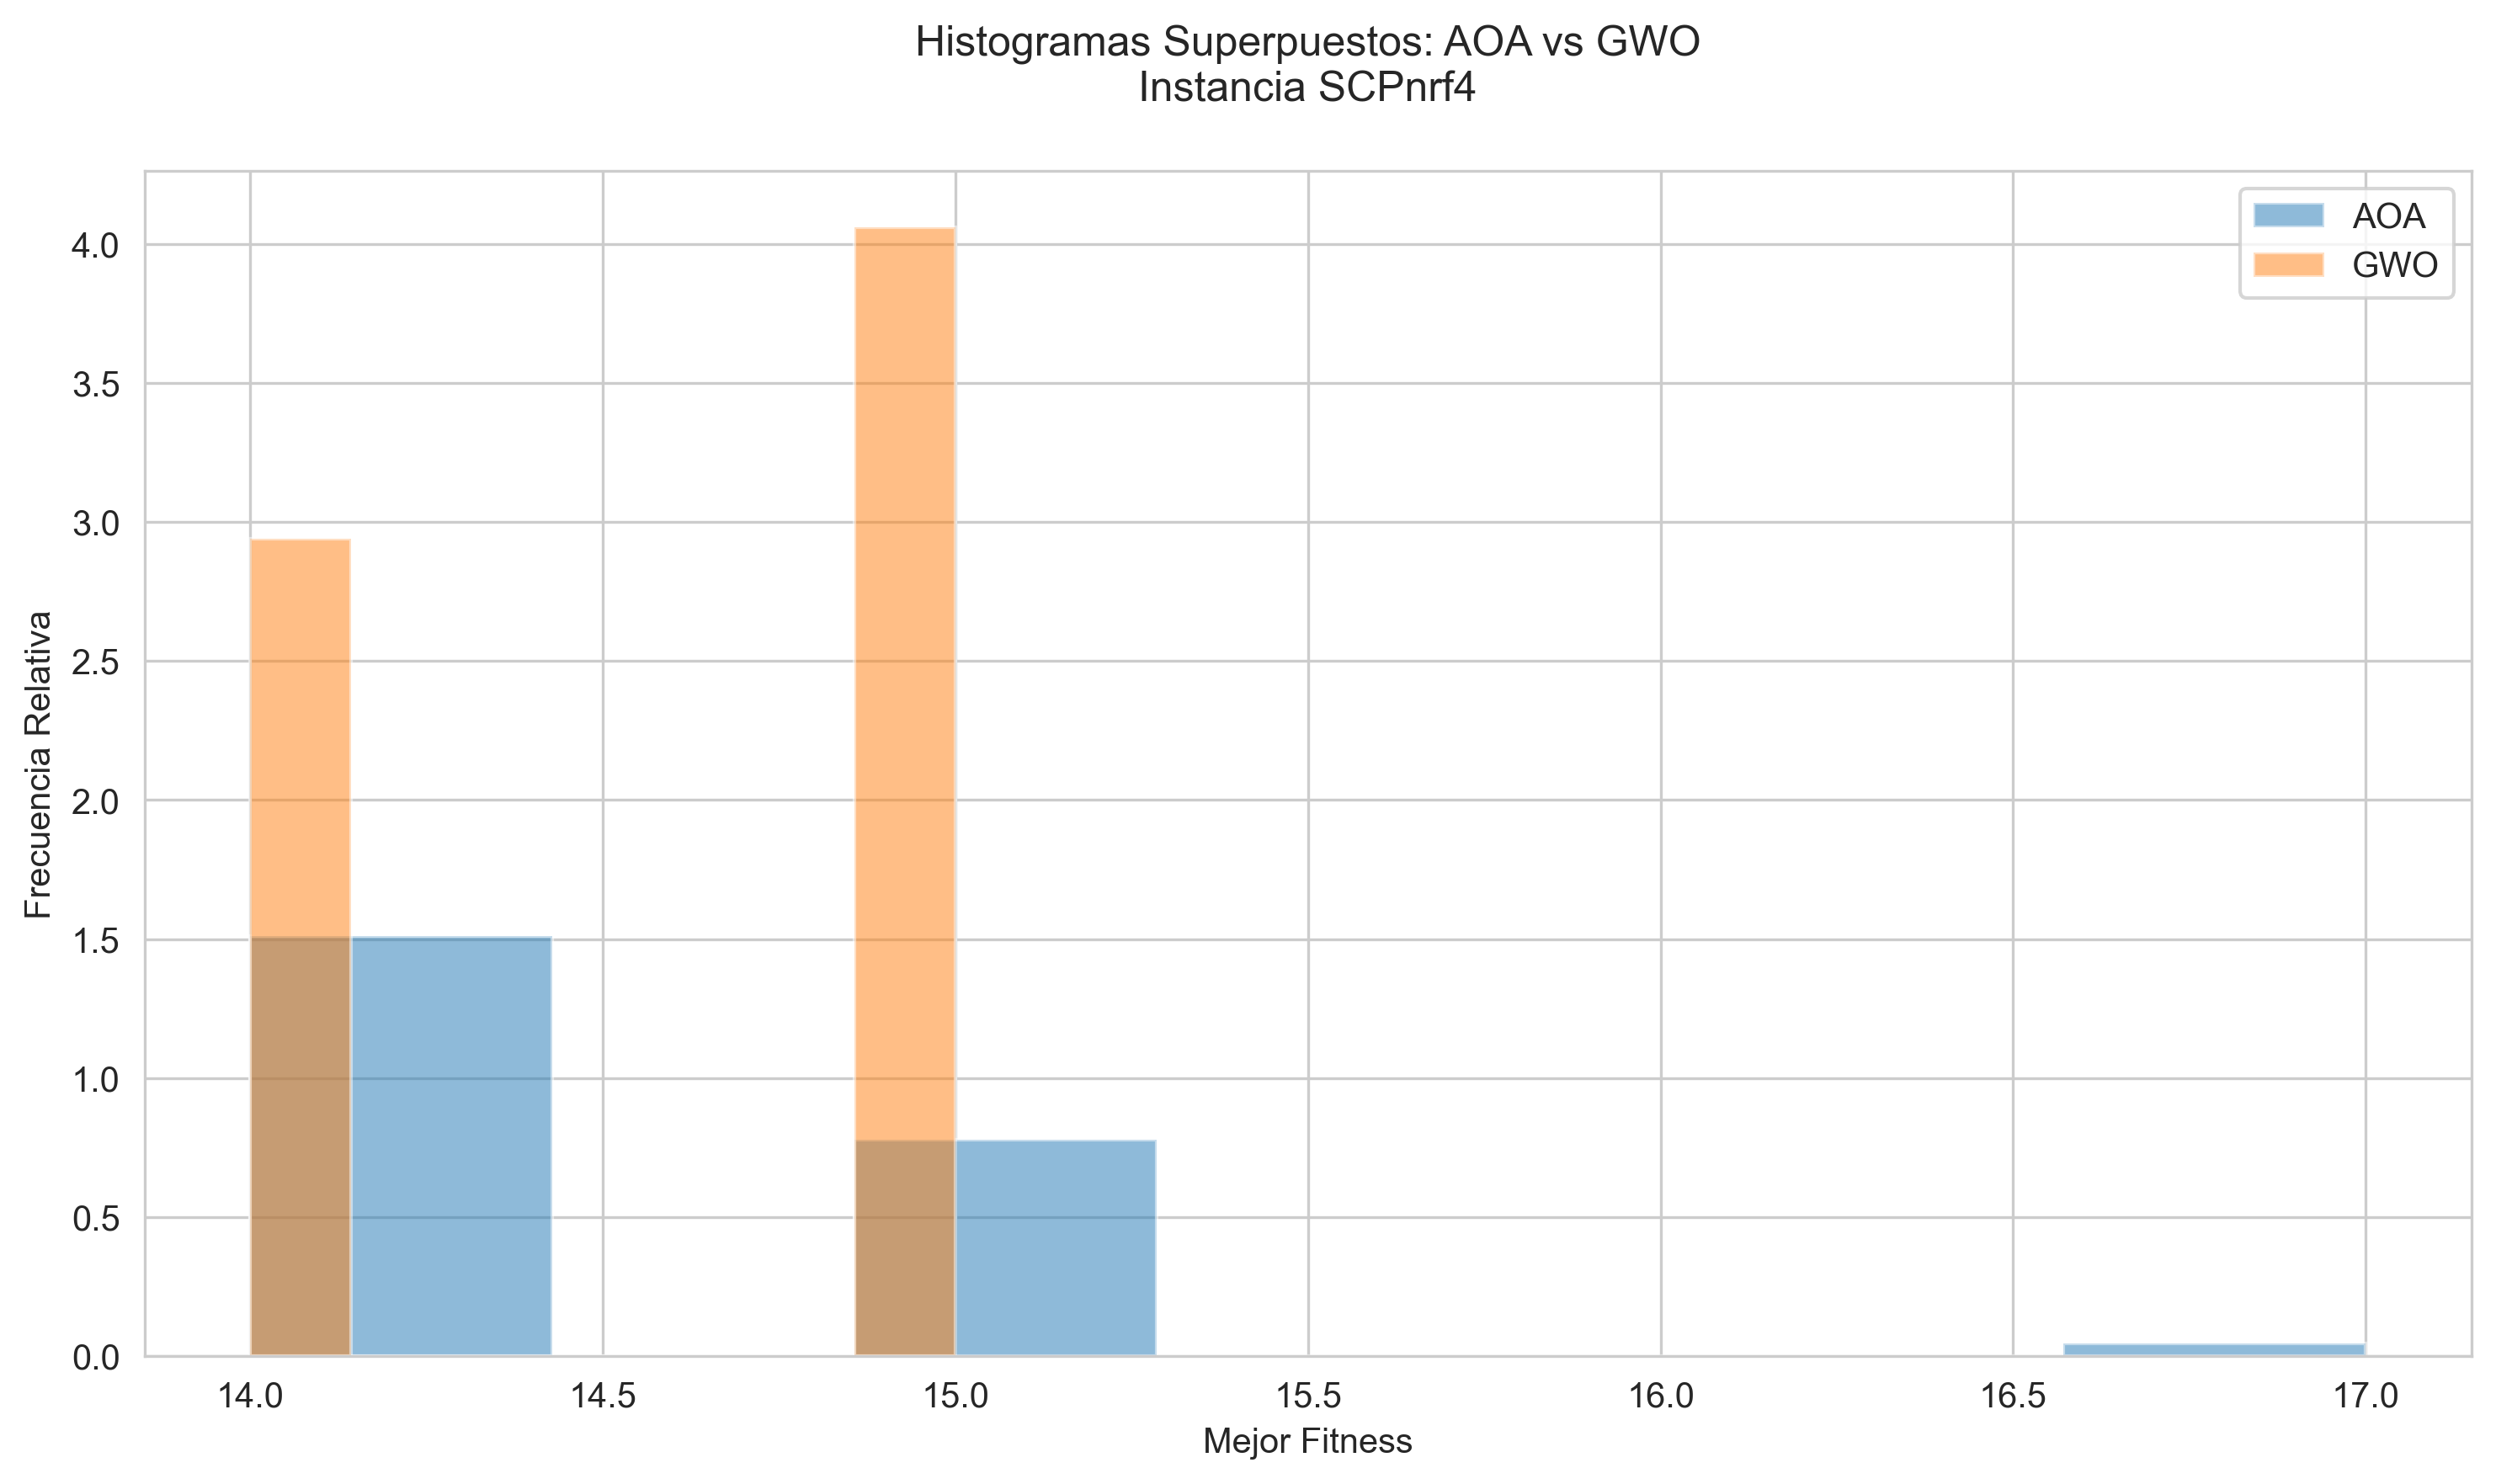 Histogramas Superpuestos: AOA vs GWO
Instancia SCPnrf4
AOA
GWO
4.0
3.5
3.0
2.5
2.0
1.5
1.0
0.5
0.0
Frecuencia Relativa
14.0 14.5 15.0 15.5 16.0 16.5 17.0
Mejor Fitness